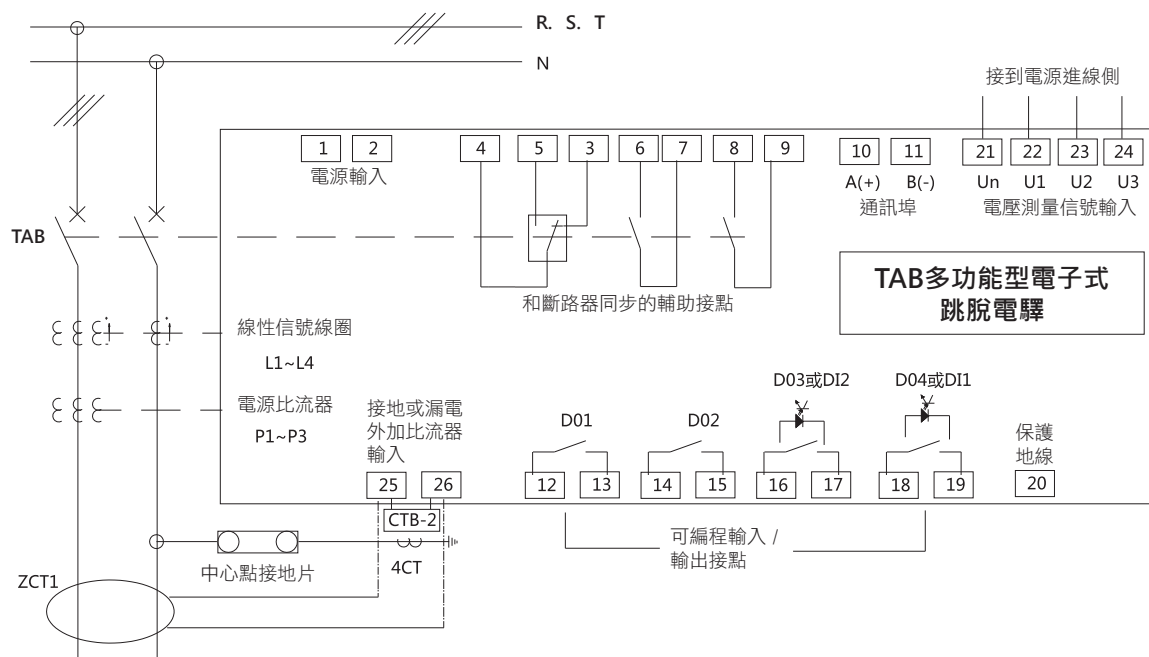 R. S. T
N
接到電源進線側
1 2 4 5 3 6 7 8 9 10 11 21 22 23 24
電源輸入
A(+) B(-) Un U1 U2 U3
通訊埠 電壓測量信號輸入
TAB
和斷路器同步的輔助接點
TAB多功能型電子式
跳脫電驛
線性信號線圈
L1~L4
電源比流器
P1~P3
接地或漏電
外加比流器
輸入
D01
D02
D03或DI2
D04或DI1
保護
地線
25 26 12 13 14 15 16 17 18 19 20
CTB-2
4CT
中心點接地片
可編程輸入 /
輸出接點
ZCT1